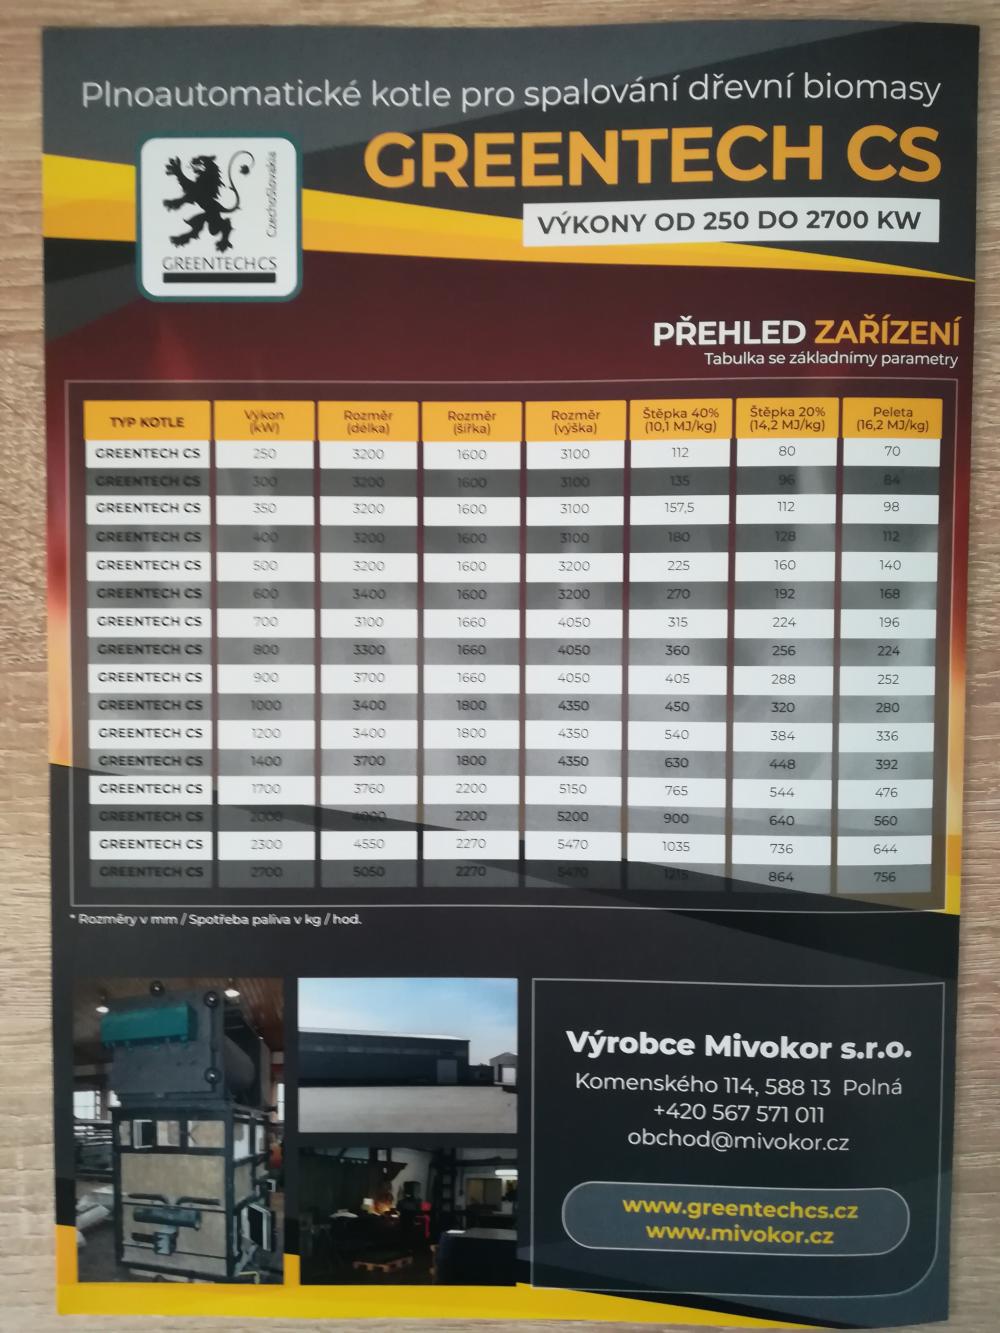 Plnoautomatické kotle pro spalování dřevní biomasy
GREENTECH CS
VÝKONY OD 250 DO 2700 KW
CzechoSlovakia
GREENTECHCS
PŘEHLED ZAŘÍZENÍ
Tabulka se základnímy parametry
TYP KOTLE Výkon (kW) Rozměr (délka) Rozměr (šířka) Rozměr (výška) Štěpka 40% (10,1 MJ/kg) Štěpka 20% (14,2 MJ/kg) Peleta (16,2 MJ/kg)
GREENTECH CS 250 3200 1600 3100 112 80 70
GREENTECH CS 300 3200 1600 3100 135 96 84
GREENTECH CS 350 3200 1600 3100 157,5 112 98
GREENTECH CS 400 3200 1600 3100 180 128 112
GREENTECH CS 500 3200 1600 3200 225 160 140
GREENTECH CS 600 3400 1600 3200 270 192 168
GREENTECH CS 700 3100 1660 4050 315 224 196
GREENTECH CS 800 3300 1660 4050 360 256 224
GREENTECH CS 900 3700 1660 4050 405 288 252
GREENTECH CS 1000 3400 1800 4350 450 320 280
GREENTECH CS 1200 3400 1800 4350 540 384 336
GREENTECH CS 1400 3700 1800 4350 630 448 392
GREENTECH CS 1700 3760 2200 5150 765 544 476
GREENTECH CS 2000 4000 2200 5200 900 640 560
GREENTECH CS 2300 4550 2270 5470 1035 736 644
GREENTECH CS 2700 5050 2270 5470 1215 864 756
* Rozměry v mm / Spotřeba paliva v kg / hod.
Výrobce Mivokor s.r.o.
Komenského 114, 588 13 Polná
+420 567 571 011
obchod@mivokor.cz
www.greentechcs.cz
www.mivokor.cz